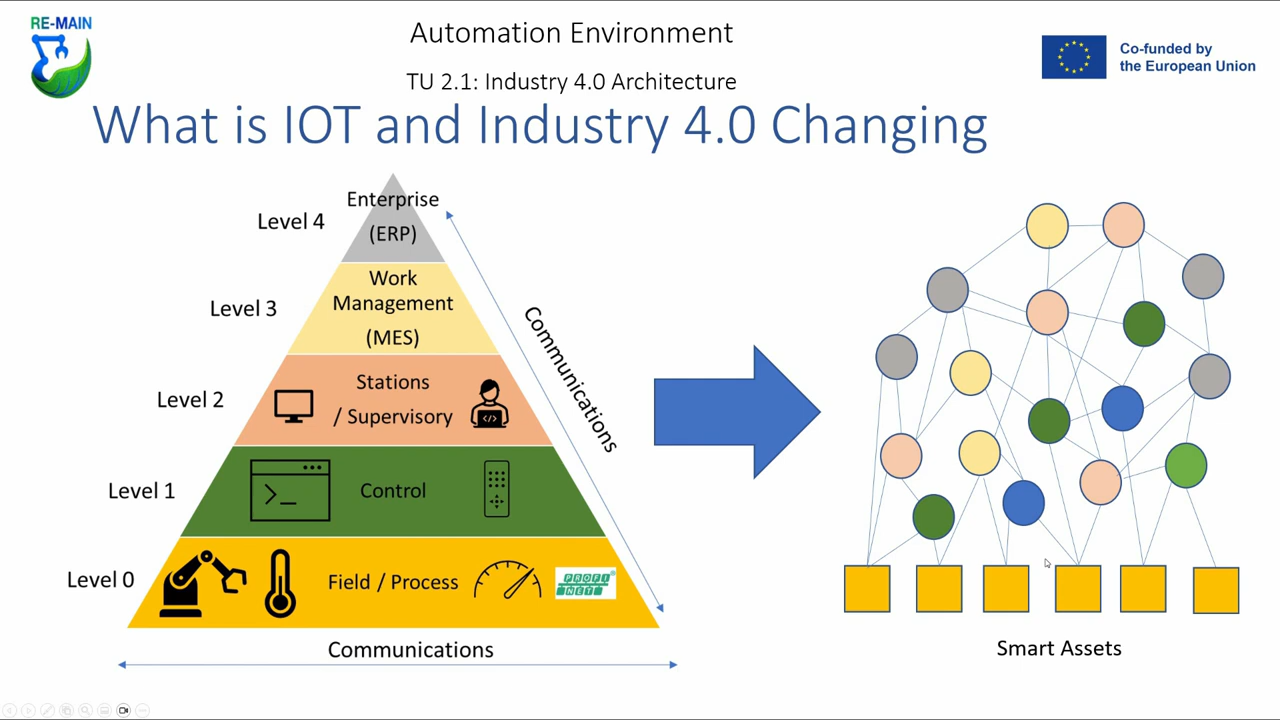 RE-MAIN
Automation Environment
TU 2.1: Industry 4.0 Architecture
Co-funded by
the European Union
What is IOT and Industry 4.0 Changing
Level 4
Enterprise
(ERP)
Level 3
Work
Management
(MES)
Level 2
Stations
/ Supervisory
</>
Level 1
>_
Control
Level 0
Field / Process
PROFI
NET
Communications
Communications
Smart Assets